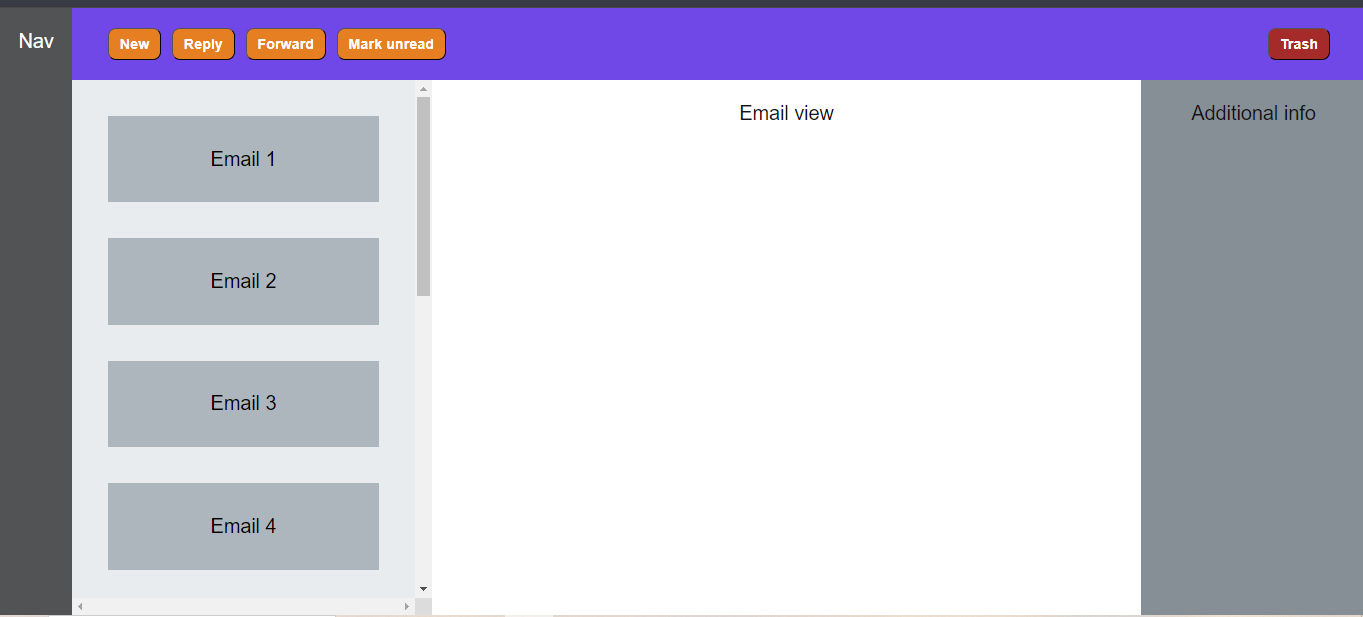 Nav
New
Reply
Forward
Mark unread
Trash
Email 1
Email 2
Email 3
Email 4
Email view
Additional info